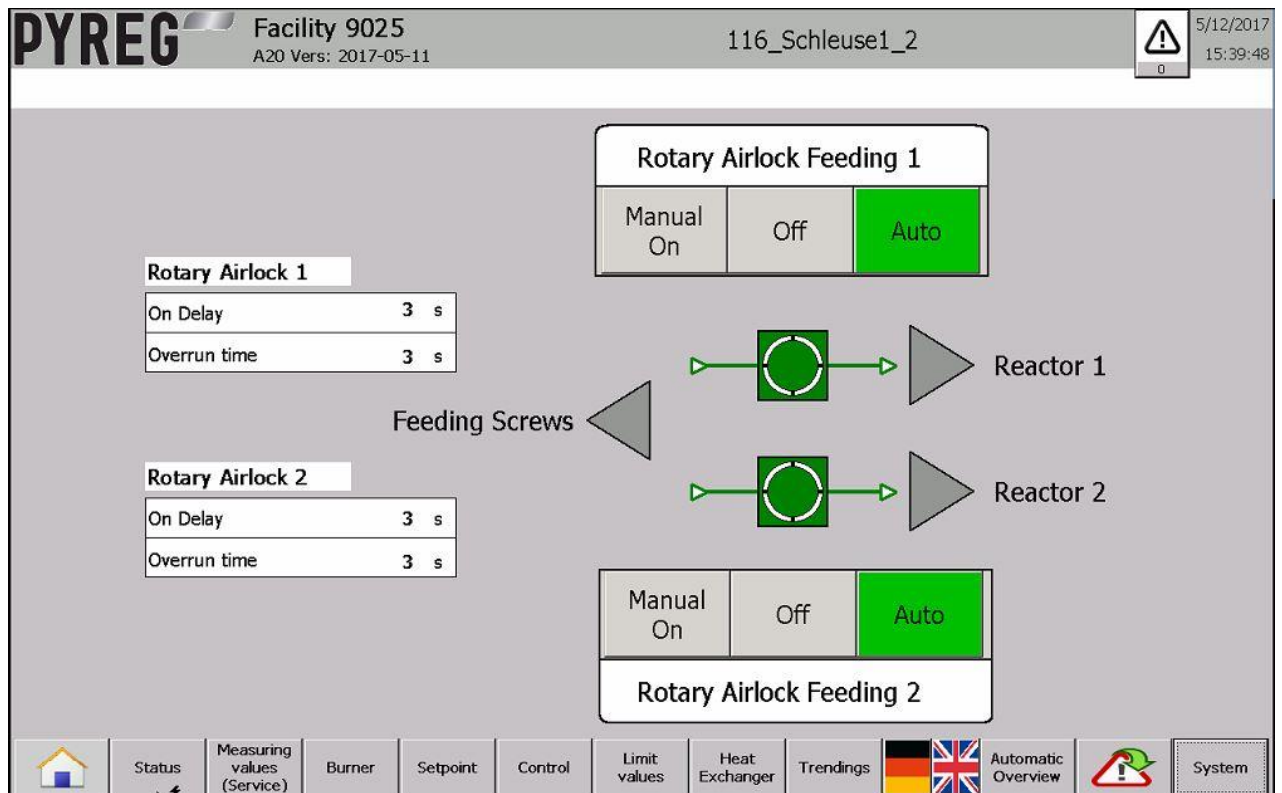 PYREG
Facility 9025
A20 Vers: 2017-05-11
116_Schleuse1_2
0
5/12/2017
15:39:48
Rotary Airlock Feeding 1
Manual
On
Off
Auto
Rotary Airlock 1
On Delay 3 s
Overrun time 3 s
Reactor 1
Feeding Screws
Rotary Airlock 2
On Delay 3 s
Overrun time 3 s
Reactor 2
Manual
On
Off
Auto
Rotary Airlock Feeding 2
Status
Measuring
values
(Service)
Burner
Setpoint
Control
Limit
values
Heat
Exchanger
Trendings
Automatic
Overview
System